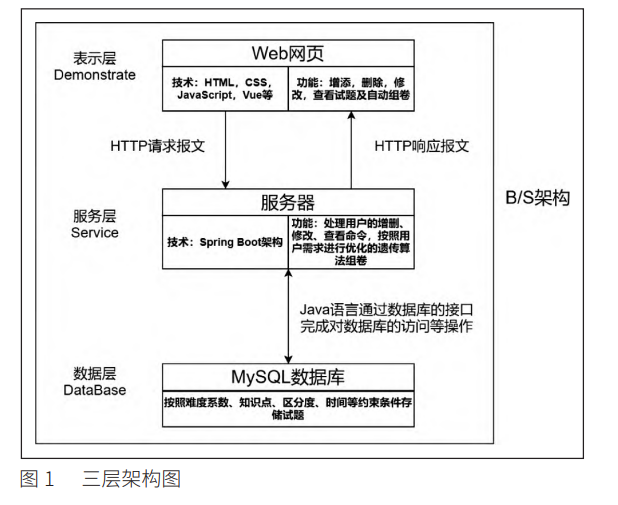 表示层
Demonstrate
Web网页
技术：HTML，CSS，
JavaScript，Vue等
功能：增添，删除，修
改，查看试题及自动组卷
HTTP请求报文
HTTP响应报文
B/S架构
服务层
Service
服务器
技术：Spring Boot架构
功能：处理用户的增删、
修改、查看命令，按照用
户需求进行优化的遗传算
法组卷
Java语言通过数据库的接口
完成对数据库的访问等操作
数据层
DataBase
MySQL数据库
按照难度系数、知识点、区分度、时间等约束条件存
储试题
图 1 三层架构图